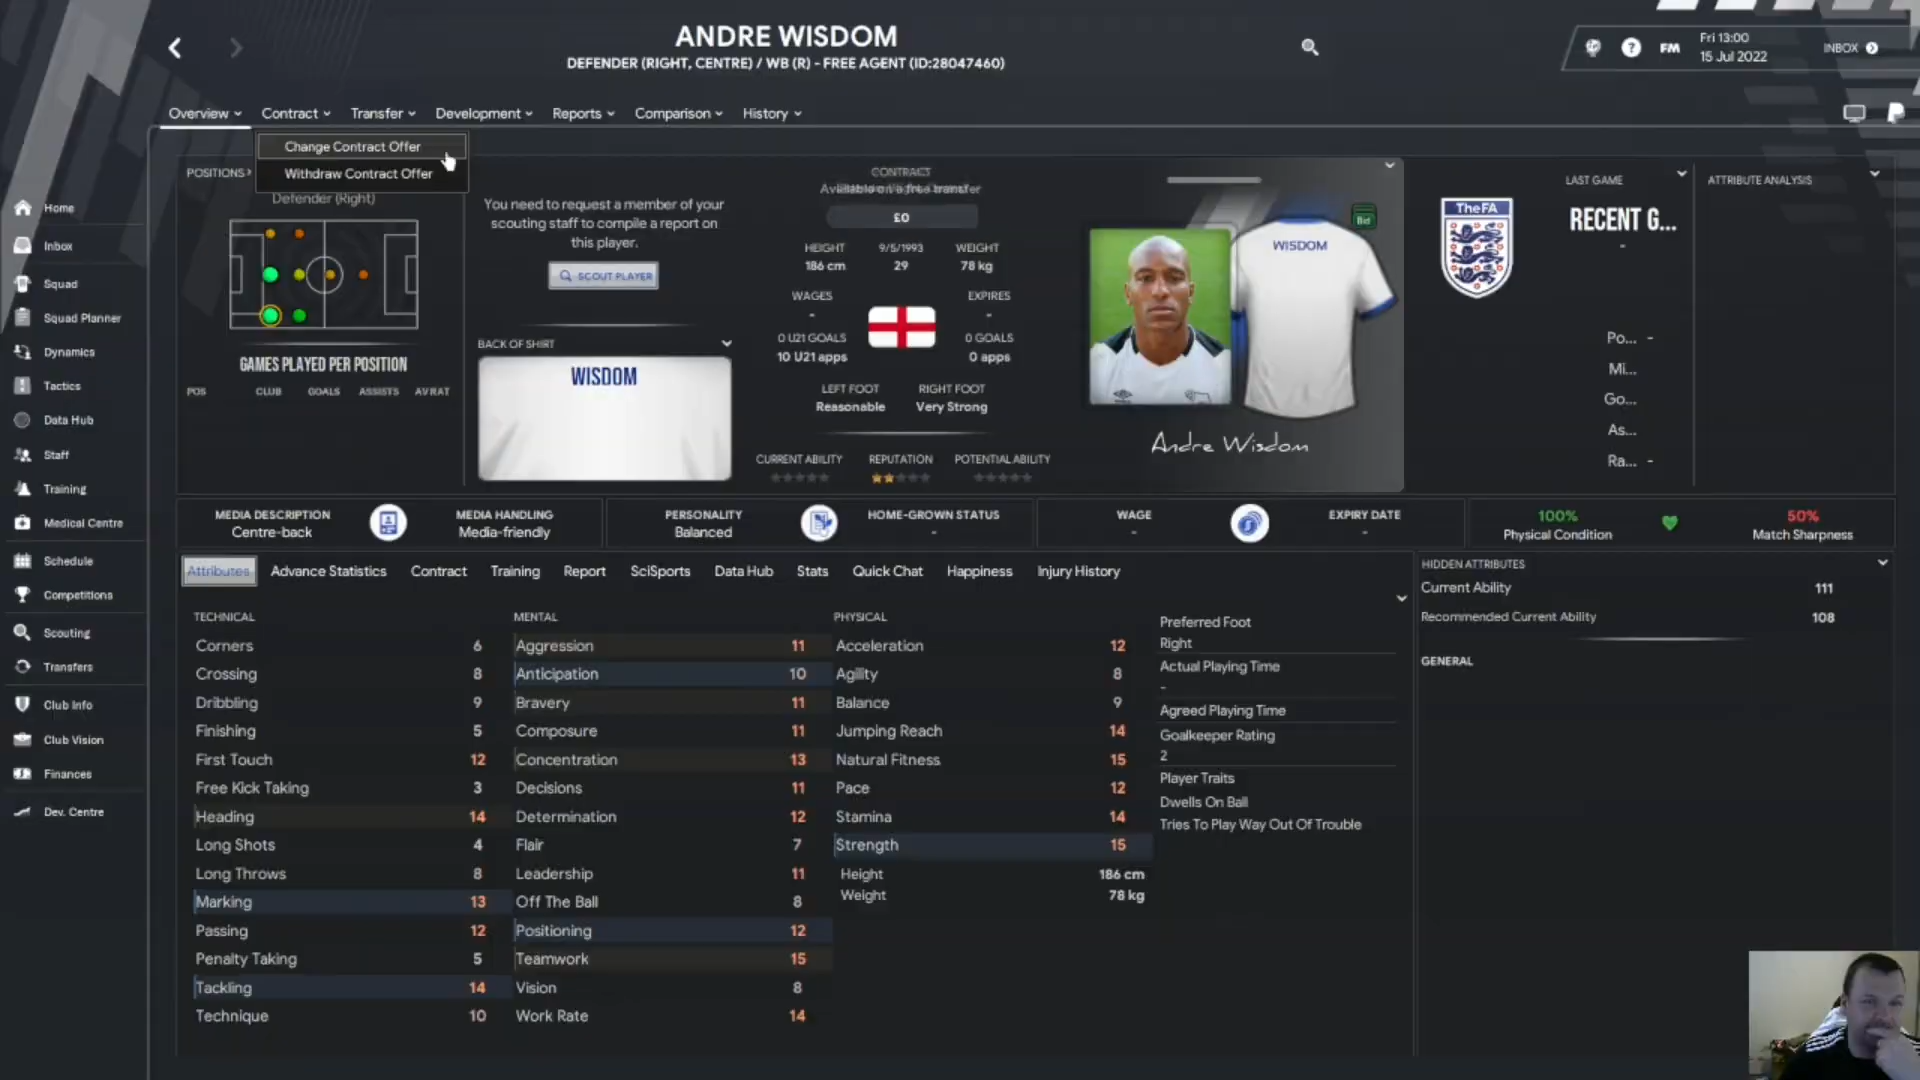 ANDRE WISDOM
DEFENDER (RIGHT, CENTRE) / WB (R) - FREE AGENT (ID:28047460)
FM
Fri 13:00
15 Jul 2022
INBOX
Overview
Contract
Transfer
Development
Reports
Comparison
History
Change Contract Offer
Withdraw Contract Offer
Home
Inbox
Squad
Squad Planner
Dynamics
Tactics
Data Hub
Staff
Training
Medical Centre
Schedule
Competitions
Scouting
Transfers
Club Info
Club Vision
Finances
Dev. Centre
POSITIONS
Defender (Right)
GAMES PLAYED PER POSITION
POS CLUB GOALS ASSISTS AV RAT
You need to request a member of your
scouting staff to compile a report on
this player.
SCOUT PLAYER
BACK OF SHIRT
WISDOM
CONTRACT
Available on a free transfer
£0
HEIGHT 9/5/1993 WEIGHT
186 cm 29 78 kg
WAGES EXPIRES
- -
0 U21 GOALS 0 GOALS
10 U21 apps 0 apps
LEFT FOOT RIGHT FOOT
Reasonable Very Strong
CURRENT ABILITY REPUTATION POTENTIAL ABILITY
Bid
WISDOM
Andre Wisdom
The FA
LAST GAME
RECENT G...
-
Po... -
Mi...
Go...
As...
Ra... -
ATTRIBUTE ANALYSIS
MEDIA DESCRIPTION
Centre-back
MEDIA HANDLING
Media-friendly
PERSONALITY
Balanced
HOME-GROWN STATUS
-
WAGE
-
EXPIRY DATE
-
100%
Physical Condition
50%
Match Sharpness
Attributes Advance Statistics Contract Training Report SciSports Data Hub Stats Quick Chat Happiness Injury History
TECHNICAL
Corners 6
Crossing 8
Dribbling 9
Finishing 5
First Touch 12
Free Kick Taking 3
Heading 14
Long Shots 4
Long Throws 8
Marking 13
Passing 12
Penalty Taking 5
Tackling 14
Technique 10
MENTAL
Aggression 11
Anticipation 10
Bravery 11
Composure 11
Concentration 13
Decisions 11
Determination 12
Flair 7
Leadership 11
Off The Ball 8
Positioning 12
Teamwork 15
Vision 8
Work Rate 14
PHYSICAL
Acceleration 12
Agility 8
Balance 9
Jumping Reach 14
Natural Fitness 15
Pace 12
Stamina 14
Strength 15
Height 186 cm
Weight 78 kg
Preferred Foot
Right
Actual Playing Time
-
Agreed Playing Time
Goalkeeper Rating
2
Player Traits
Dwells On Ball
Tries To Play Way Out Of Trouble
HIDDEN ATTRIBUTES
Current Ability 111
Recommended Current Ability 108
GENERAL